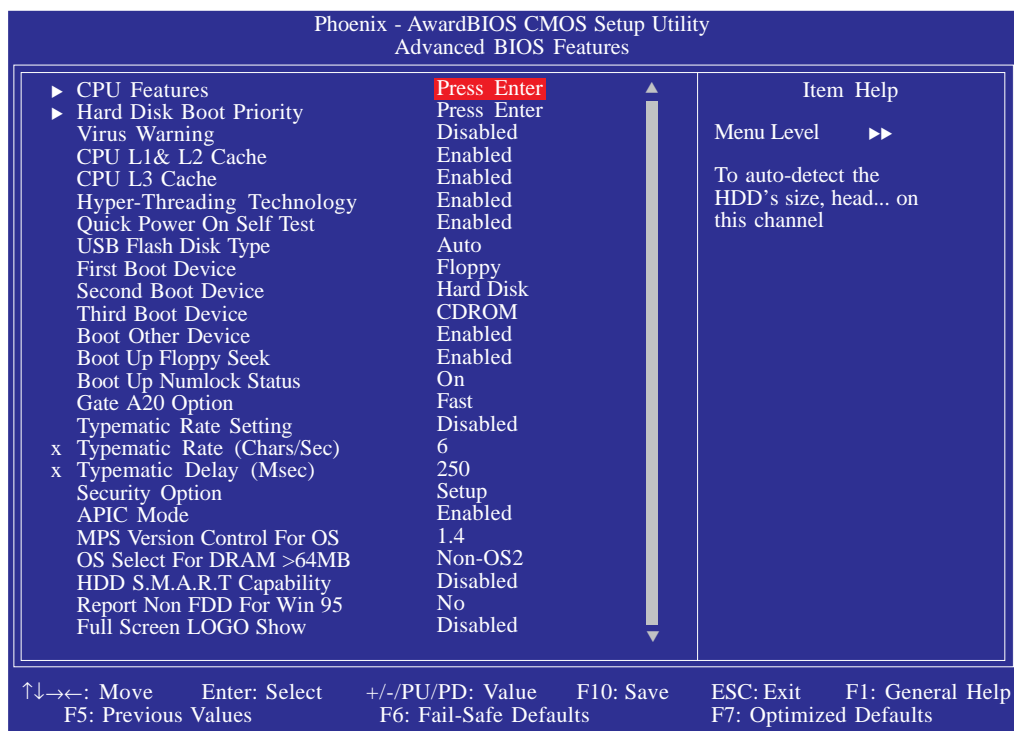 Phoenix - AwardBIOS CMOS Setup Utility
Advanced BIOS Features
▶ CPU Features Press Enter
▶ Hard Disk Boot Priority Press Enter
Virus Warning Disabled
CPU L1& L2 Cache Enabled
CPU L3 Cache Enabled
Hyper-Threading Technology Enabled
Quick Power On Self Test Enabled
USB Flash Disk Type Auto
First Boot Device Floppy
Second Boot Device Hard Disk
Third Boot Device CDROM
Boot Other Device Enabled
Boot Up Floppy Seek Enabled
Boot Up Numlock Status On
Gate A20 Option Fast
Typematic Rate Setting Disabled
x Typematic Rate (Chars/Sec) 6
x Typematic Delay (Msec) 250
Security Option Setup
APIC Mode Enabled
MPS Version Control For OS 1.4
OS Select For DRAM >64MB Non-OS2
HDD S.M.A.R.T Capability Disabled
Report Non FDD For Win 95 No
Full Screen LOGO Show Disabled
Item Help
Menu Level ▶▶
To auto-detect the
HDD's size, head... on
this channel
↑↓→←: Move Enter: Select +/-/PU/PD: Value F10: Save ESC: Exit F1: General Help
F5: Previous Values F6: Fail-Safe Defaults F7: Optimized Defaults